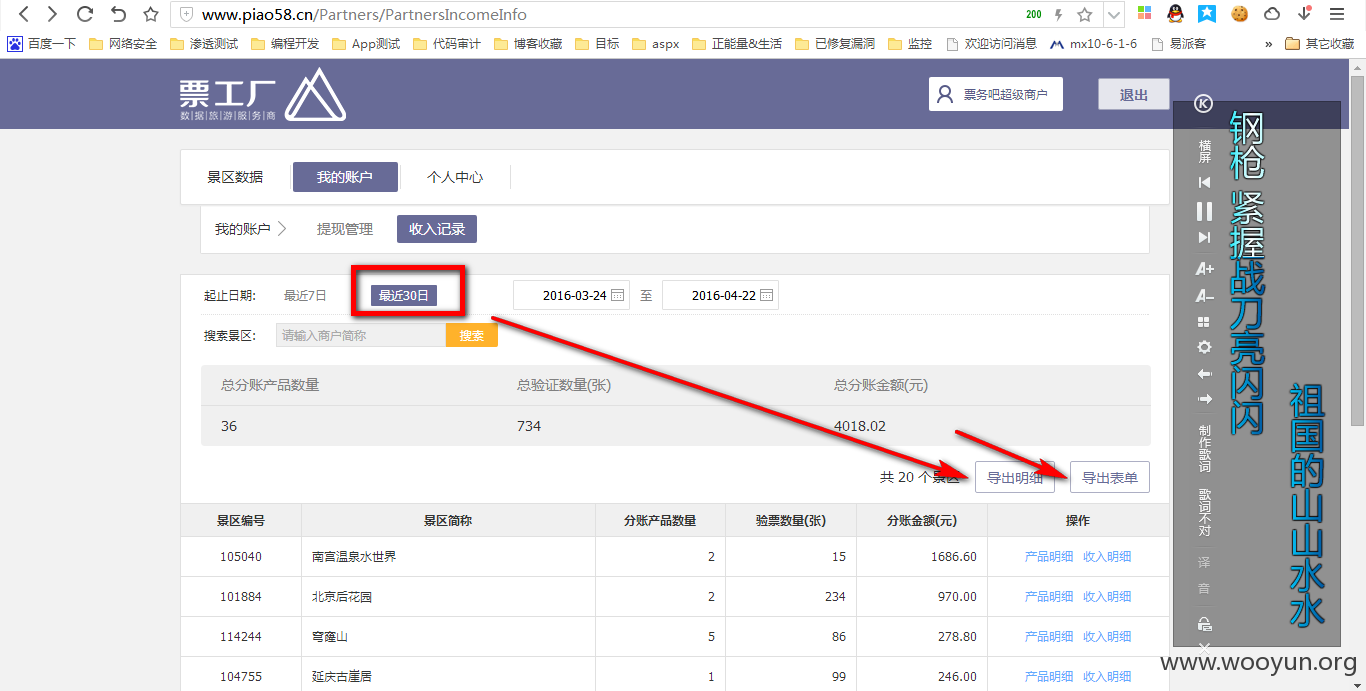 www.piao58.cn/Partners/PartnersIncomeInfo
200
百度一下 网络安全 渗透测试 编程开发 App测试 代码审计 博客收藏 目标 aspx 正能量&生活 已修复漏洞 监控 欢迎访问消息 mx10-6-1-6 易派客 » 其它收藏
票工厂
数|据|旅|游|服|务|商
票务吧超级商户
退出
景区数据 我的账户 个人中心
我的账户 提现管理 收入记录
起止日期: 最近7日 最近30日 2016-03-24 至 2016-04-22
搜索景区: 请输入商户简称 搜索
总分账产品数量 总验证数量(张) 总分账金额(元)
36 734 4018.02
共 20 个景区 导出明细 导出表单
景区编号 景区简称 分账产品数量 验票数量(张) 分账金额(元) 操作
105040 南宫温泉水世界 2 15 1686.60 产品明细 收入明细
101884 北京后花园 2 234 970.00 产品明细 收入明细
114244 穹窿山 5 86 278.80 产品明细 收入明细
104755 延庆古崖居 1 99 246.00 产品明细 收入明细
横屏
A+
A-
制作歌词
歌词不对
译
音
钢枪 紧握战刀亮闪闪
祖国的山山水水
www.wooyun.org